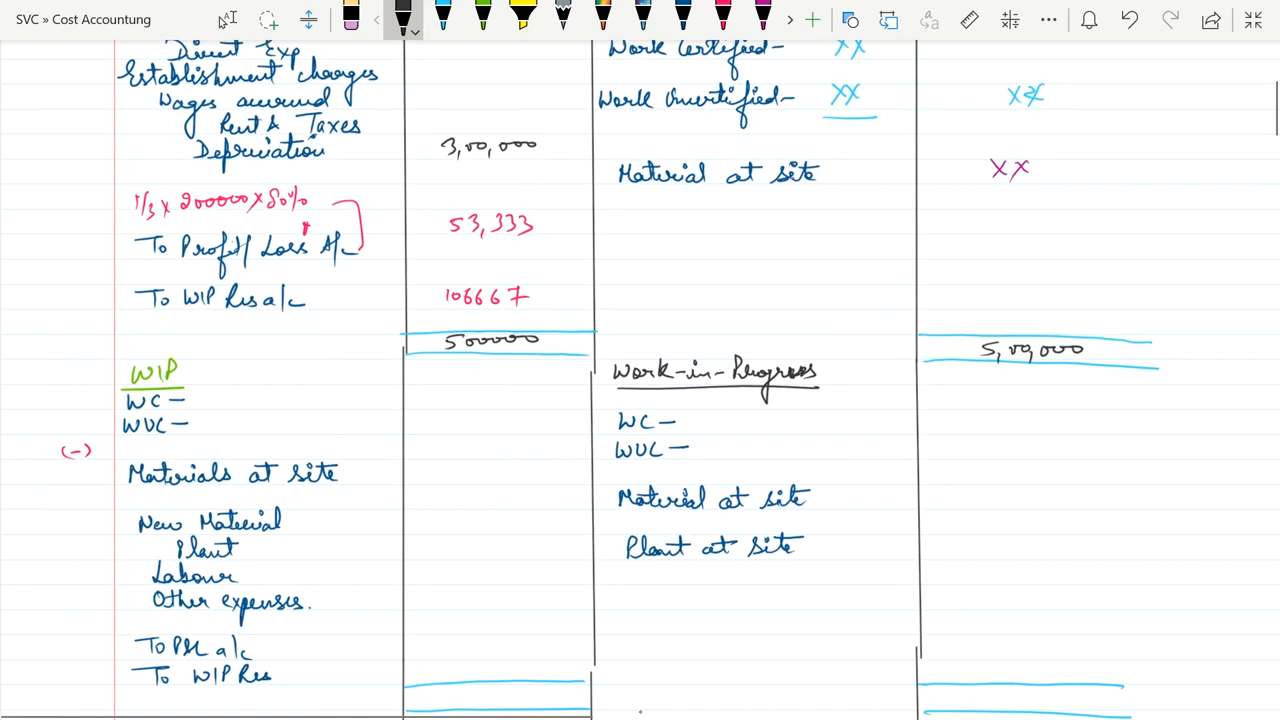 SVC » Cost Accountung
Direct Exp
Establishment charges
Wages accrued
Rent & Taxes
Depreciation
3,00,000
1/3 x 200000 x 80%
To Profit/ Loss A/c
53,333
To WIP Res a/c
106667
500000
Work Certified-
XX
Work Uncertified-
XX
XX
Material at site
XX
5,00,000
WIP
WC -
WUC -
(-)
Materials at site
New Material
Plant
Labour
Other expenses.
To P&L a/c
To WIP Res
Work-in-Progress
WC -
WUC -
Material at site
Plant at site